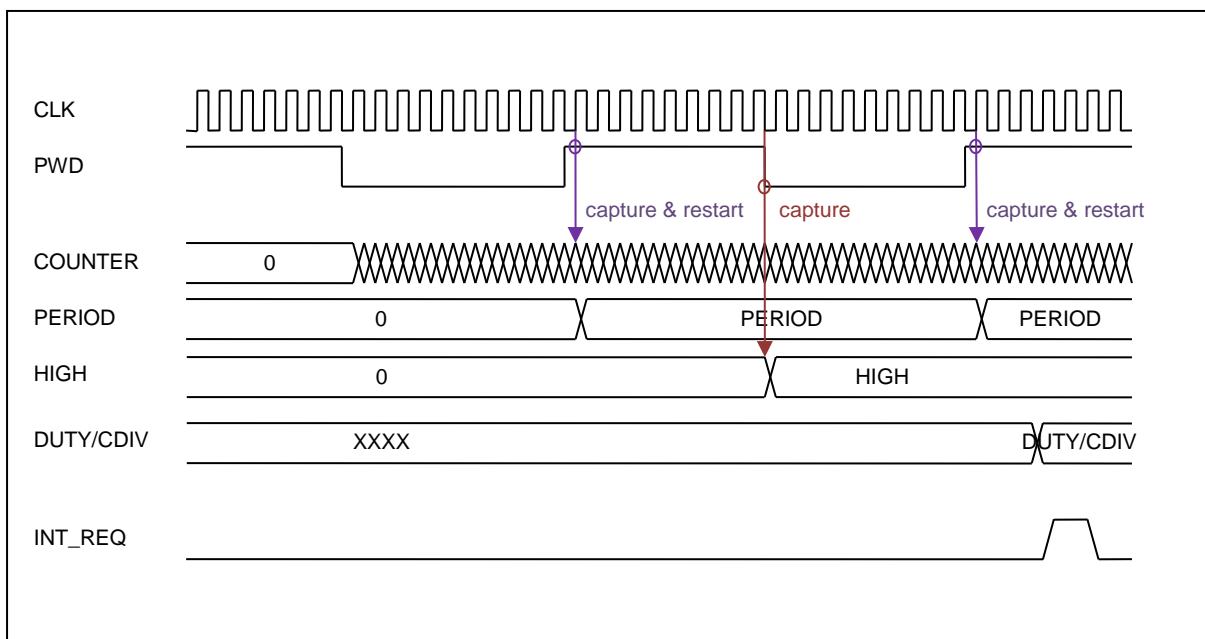 CLK
PWD
capture & restart capture capture & restart
COUNTER 0
PERIOD 0 PERIOD PERIOD
HIGH 0 HIGH
DUTY/CDIV XXXX DUTY/CDIV
INT_REQ